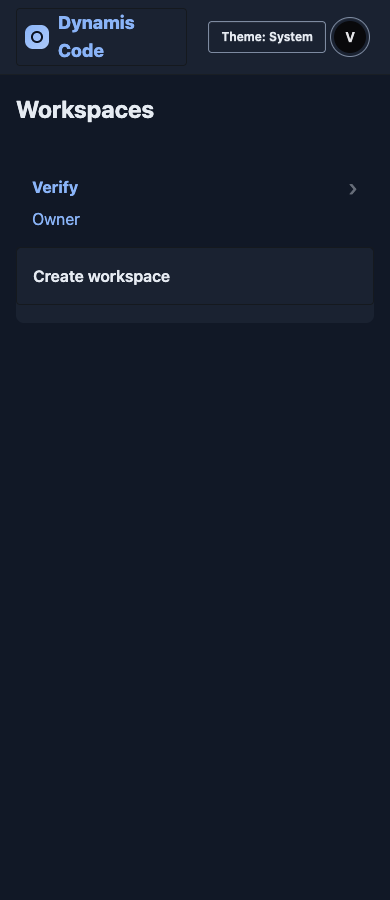 Dynamis
Code
Theme: System
V
Workspaces
Verify
Owner
Create workspace